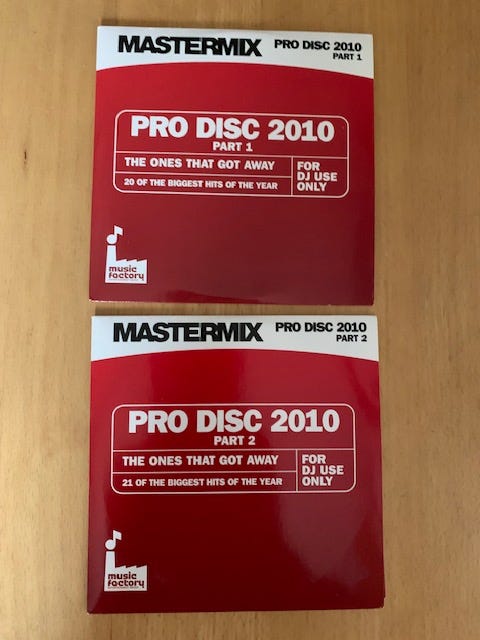 MASTERMIX PRO DISC 2010
PART 1
PRO DISC 2010
PART 1
THE ONES THAT GOT AWAY
20 OF THE BIGGEST HITS OF THE YEAR
FOR
DJ USE
ONLY
music
factory
MASTERMIX PRO DISC 2010
PART 2
PRO DISC 2010
PART 2
THE ONES THAT GOT AWAY
21 OF THE BIGGEST HITS OF THE YEAR
FOR
DJ USE
ONLY
music
factory